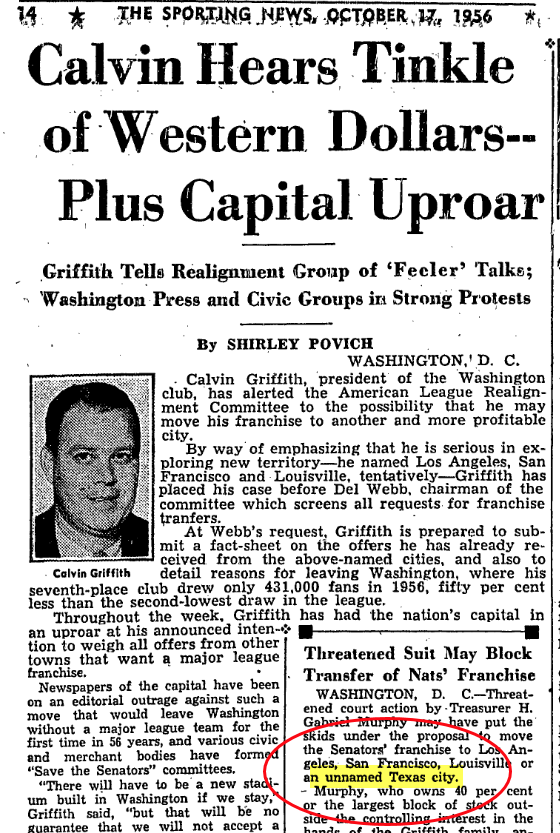 14 ★ THE SPORTING NEWS, OCTOBER 17, 1956 ★
Calvin Hears Tinkle
of Western Dollars--
Plus Capital Uproar
Griffith Tells Realignment Group of 'Feeler' Talks;
Washington Press and Civic Groups in Strong Protests
By SHIRLEY POVICH
WASHINGTON, D. C.
Calvin Griffith, president of the Washington
club, has alerted the American League Realign-
ment Committee to the possibility that he may
move his franchise to another and more profitable
city.
By way of emphasizing that he is serious in ex-
ploring new territory—he named Los Angeles, San
Francisco and Louisville, tentatively—Griffith has
placed his case before Del Webb, chairman of the
committee which screens all requests for franchise
tranfers.
At Webb's request, Griffith is prepared to sub-
mit a fact-sheet on the offers he has already re-
ceived from the above-named cities, and also to
detail reasons for leaving Washington, where his
Calvin Griffith
seventh-place club drew only 431,000 fans in 1956, fifty per cent
less than the second-lowest draw in the league.
Throughout the week, Griffith has had the nation's capital in
an uproar at his announced inten-
tion to weigh all offers from other
towns that want a major league
franchise.
Newspapers of the capital have been
on an editorial outrage against such a
move that would leave Washington
without a major league team for the
first time in 56 years, and various civic
and merchant bodies have formed
"Save the Senators" committees.
"There will have to be a new stadi-
um built in Washington if we stay,"
Griffith said, "but that will be no
guarantee that we will not accept a
Threatened Suit May Block
Transfer of Nats' Franchise
WASHINGTON, D. C.—Threat-
ened court action by Treasurer H.
Gabriel Murphy may have put the
skids under the proposal to move
the Senators' franchise to Los An-
geles, San Francisco, Louisville or
an unnamed Texas city.
Murphy, who owns 40 per cent
or the largest block of stock out-
side the controlling interest in the
hands of the Griffith family, an-